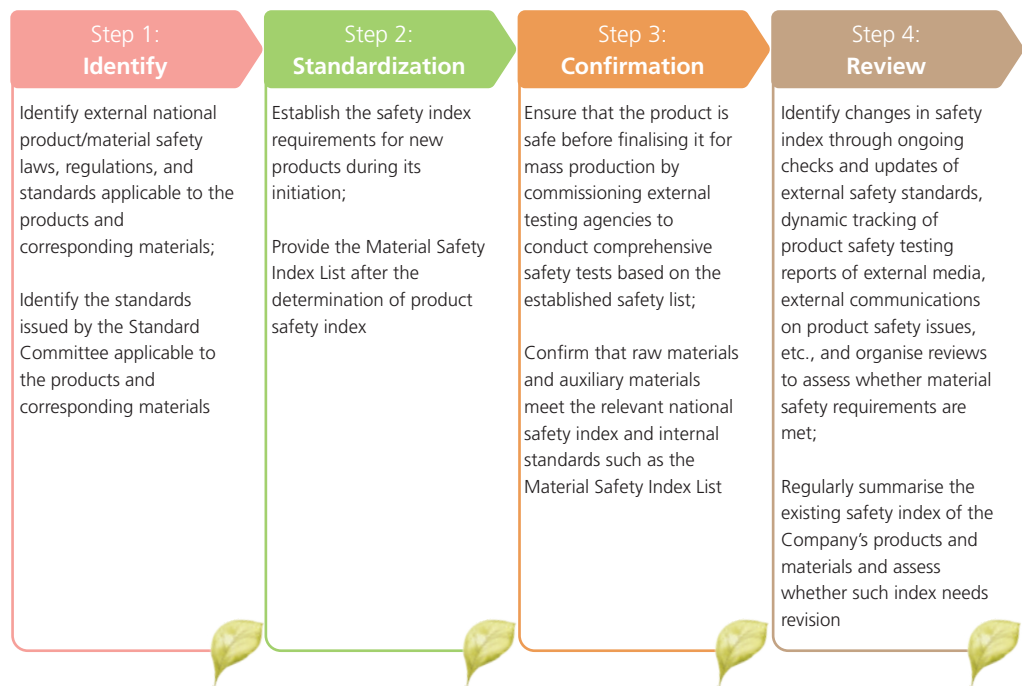 Step 1:
Identify
Identify external national
product/material safety
laws, regulations, and
standards applicable to the
products and
corresponding materials;
Identify the standards
issued by the Standard
Committee applicable to
the products and
corresponding materials
Step 2:
Standardization
Establish the safety index
requirements for new
products during its
initiation;
Provide the Material Safety
Index List after the
determination of product
safety index
Step 3:
Confirmation
Ensure that the product is
safe before finalising it for
mass production by
commissioning external
testing agencies to
conduct comprehensive
safety tests based on the
established safety list;
Confirm that raw materials
and auxiliary materials
meet the relevant national
safety index and internal
standards such as the
Material Safety Index List
Step 4:
Review
Identify changes in safety
index through ongoing
checks and updates of
external safety standards,
dynamic tracking of
product safety testing
reports of external media,
external communications
on product safety issues,
etc., and organise reviews
to assess whether material
safety requirements are
met;
Regularly summarise the
existing safety index of the
Company's products and
materials and assess
whether such index needs
revision